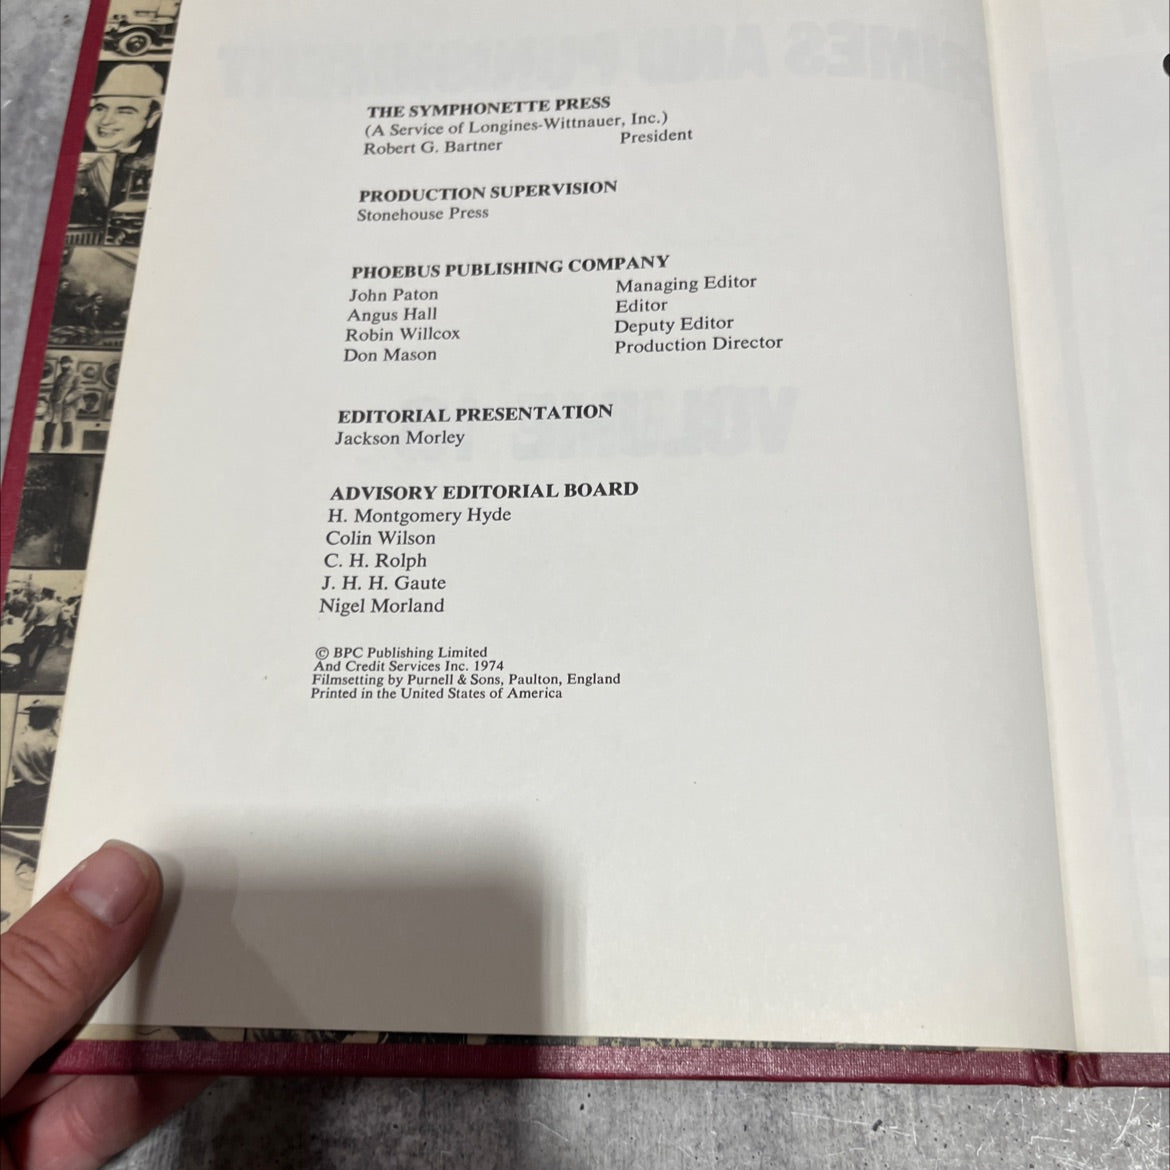 THE SYMPHONETTE PRESS
(A Service of Longines-Wittnauer, Inc.)
Robert G. Bartner President
PRODUCTION SUPERVISION
Stonehouse Press
PHOEBUS PUBLISHING COMPANY
John Paton Managing Editor
Angus Hall Editor
Robin Willcox Deputy Editor
Don Mason Production Director
EDITORIAL PRESENTATION
Jackson Morley
ADVISORY EDITORIAL BOARD
H. Montgomery Hyde
Colin Wilson
C. H. Rolph
J. H. H. Gaute
Nigel Morland
© BPC Publishing Limited
And Credit Services Inc. 1974
Filmsetting by Purnell & Sons, Paulton, England
Printed in the United States of America